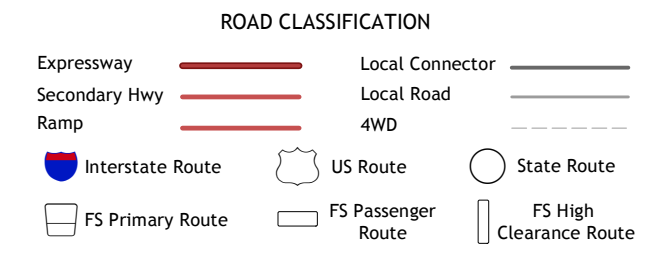 ROAD CLASSIFICATION
Expressway
Local Connector
Secondary Hwy
Local Road
Ramp
4WD
Interstate Route
US Route
State Route
FS Primary Route
FS Passenger
Route
FS High
Clearance Route